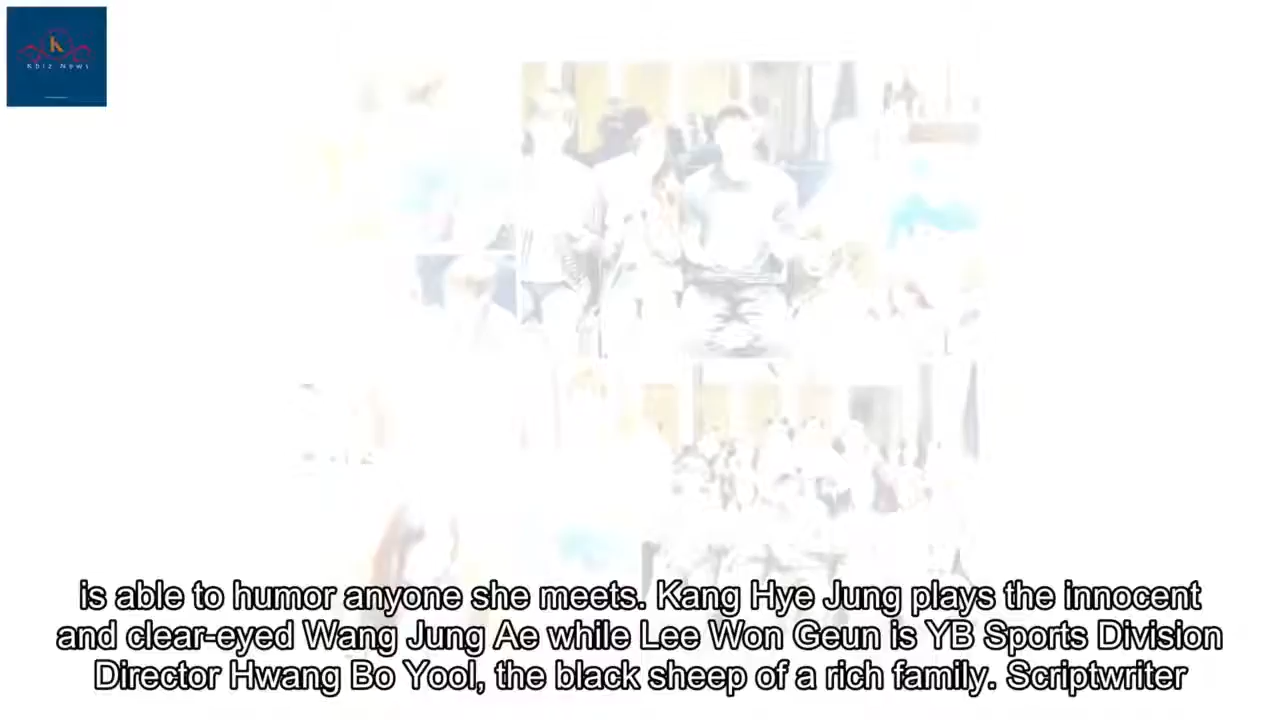 K
Kbiz News
is able to humor anyone she meets. Kang Hye Jung plays the innocent
and clear-eyed Wang Jung Ae while Lee Won Geun is YB Sports Division
Director Hwang Bo Yool, the black sheep of a rich family. Scriptwriter